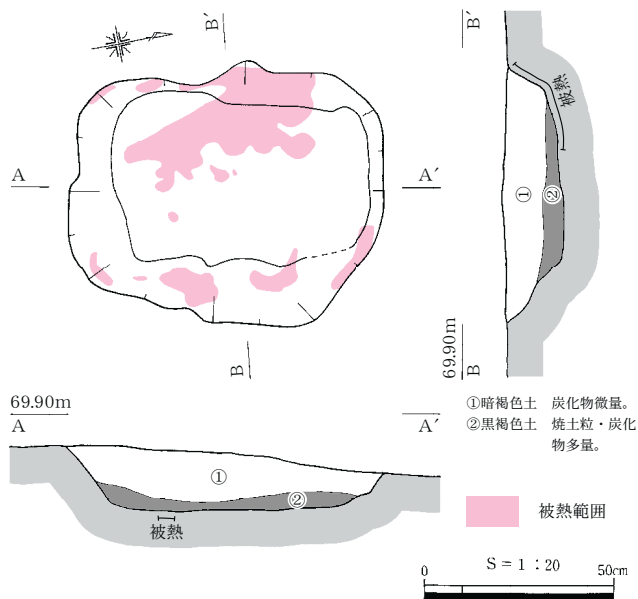 B′
B′
被熱
A
A′
①
②
B
69.90m
B
69.90m
A
A′
①暗褐色土　炭化物微量。
②黒褐色土　焼土粒・炭化
物多量。
①
②
被熱
被熱範囲
S＝1：20
0
50cm